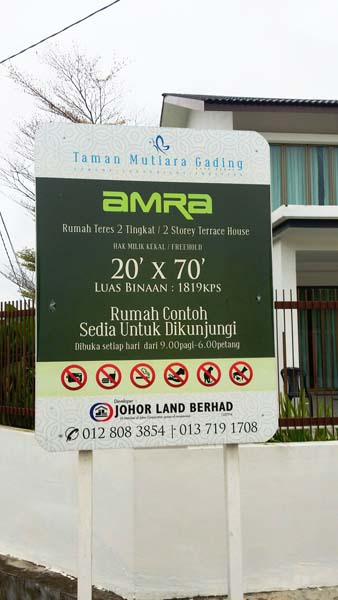 Taman Mutiara Gading
AMRA
Rumah Teres 2 Tingkat / 2 Storey Terrace House
HAK MILIK KEKAL / FREEHOLD
20' X 70'
LUAS BINAAN : 1819KPS
Rumah Contoh
Sedia Untuk Dikunjungi
Dibuka setiap hari dari 9.00pagi-6.00petang
Developer
JOHOR LAND BERHAD
012 808 3854 | 013 719 1708